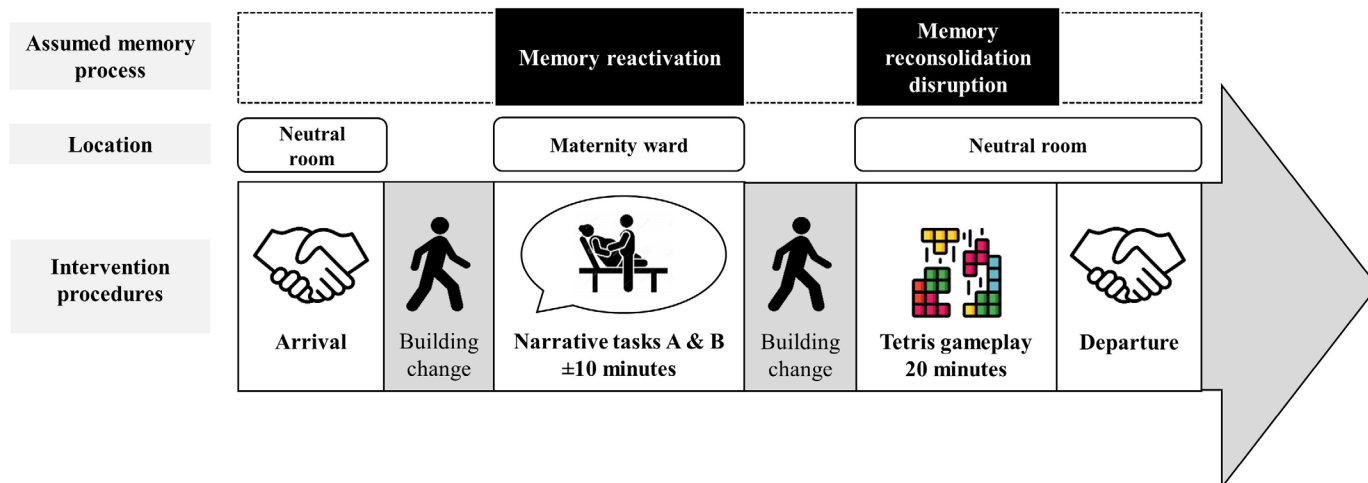 Assumed memory
process
Memory reactivation
Memory
reconsolidation
disruption
Location
Neutral
room
Maternity ward
Neutral room
Intervention
procedures
Arrival
Building
change
Narrative tasks A & B
±10 minutes
Building
change
Tetris gameplay
20 minutes
Departure